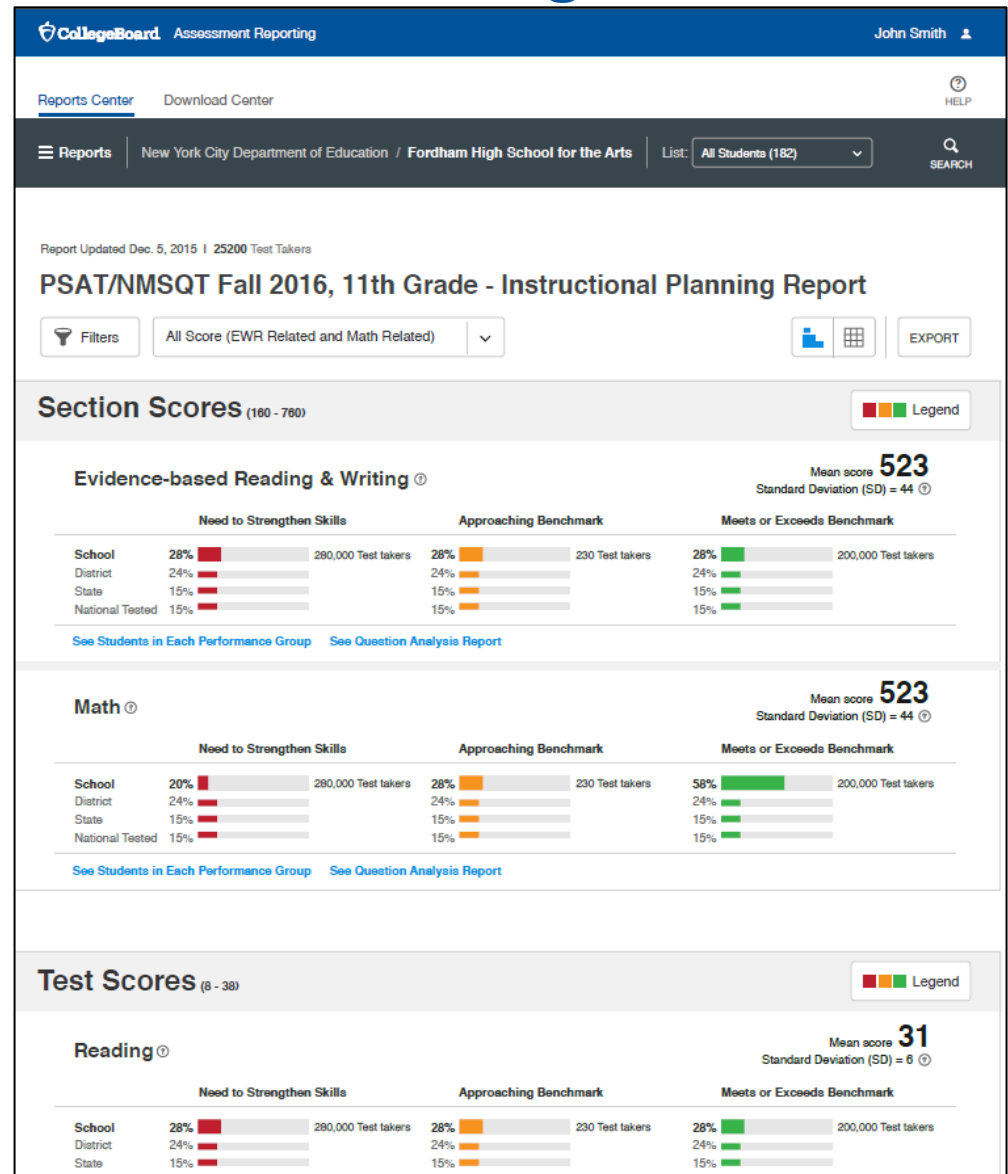 CollegeBoard Assessment Reporting John Smith
Reports Center Download Center HELP
Reports New York City Department of Education / Fordham High School for the Arts List: All Students (182) SEARCH
Report Updated Dec. 5, 2015 | 25200 Test Takers
PSAT/NMSQT Fall 2016, 11th Grade - Instructional Planning Report
Filters All Score (EWR Related and Math Related) EXPORT
Section Scores (160 - 760) Legend
Evidence-based Reading & Writing ? Mean score 523
Standard Deviation (SD) = 44 ?
Need to Strengthen Skills Approaching Benchmark Meets or Exceeds Benchmark
School 28% 280,000 Test takers 28% 230 Test takers 28% 200,000 Test takers
District 24% 24% 24%
State 15% 15% 15%
National Tested 15% 15% 15%
See Students in Each Performance Group See Question Analysis Report
Math ? Mean score 523
Standard Deviation (SD) = 44 ?
Need to Strengthen Skills Approaching Benchmark Meets or Exceeds Benchmark
School 20% 280,000 Test takers 28% 230 Test takers 58% 200,000 Test takers
District 24% 24% 24%
State 15% 15% 15%
National Tested 15% 15% 15%
See Students in Each Performance Group See Question Analysis Report
Test Scores (8 - 38) Legend
Reading ? Mean score 31
Standard Deviation (SD) = 6 ?
Need to Strengthen Skills Approaching Benchmark Meets or Exceeds Benchmark
School 28% 280,000 Test takers 28% 230 Test takers 28% 200,000 Test takers
District 24% 24% 24%
State 15% 15% 15%